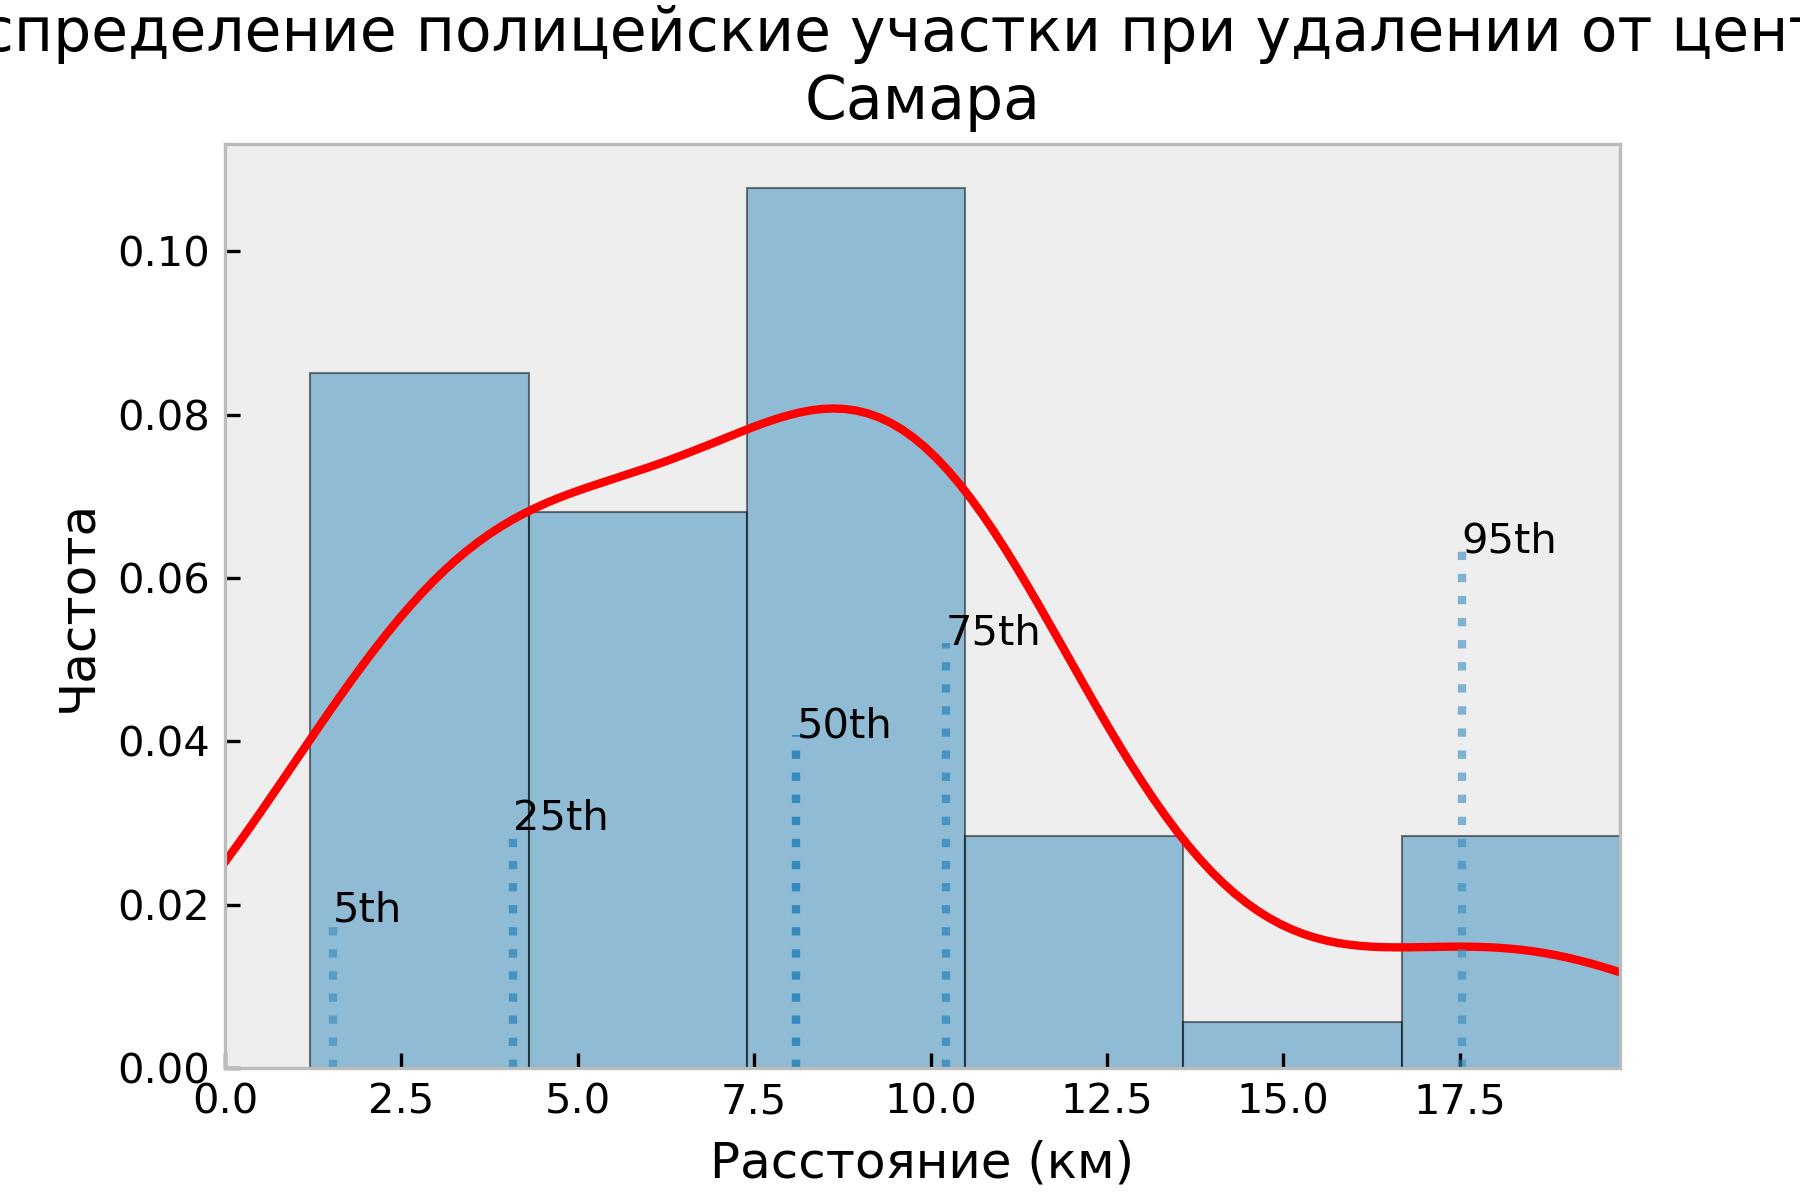 спределение полицейские участки при удалении от цент
Самара
Частота
0.10
0.08
0.06
0.04
0.02
0.00
95th
75th
50th
25th
5th
0.0 2.5 5.0 7.5 10.0 12.5 15.0 17.5
Расстояние (км)